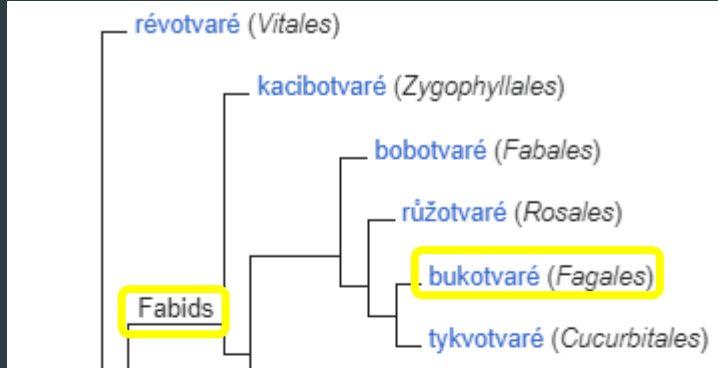 révotvaré (Vitales)
kacibotvaré (Zygophyllales)
bobotvaré (Fabales)
růžotvaré (Rosales)
bukotvaré (Fagales)
Fabids
tykvotvaré (Cucurbitales)